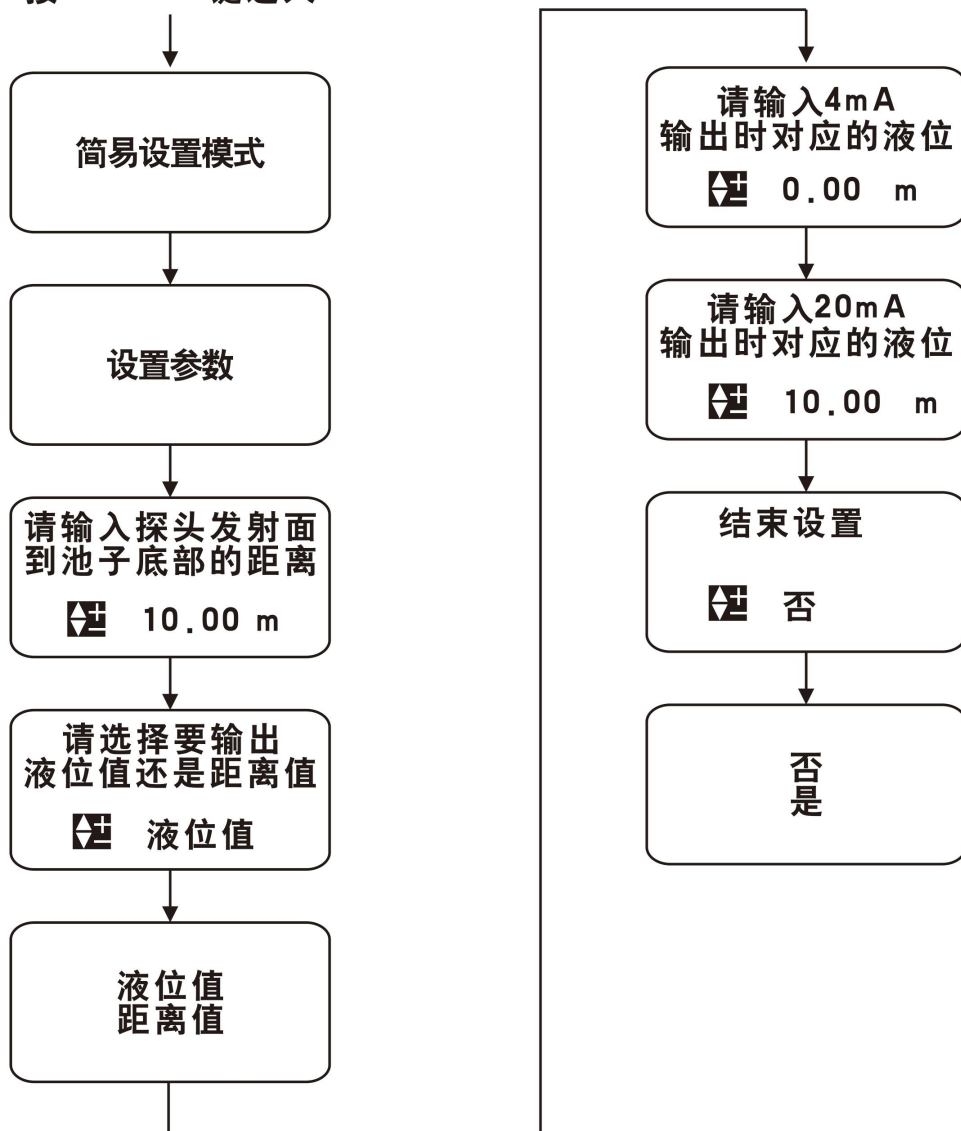 简易设置模式
设置参数
请输入探头发射面
到池子底部的距离
10.00 m
请选择要输出
液位值还是距离值
液位值
液位值
距离值
请输入4mA
输出时对应的液位
0.00 m
请输入20mA
输出时对应的液位
10.00 m
结束设置
否
否
是